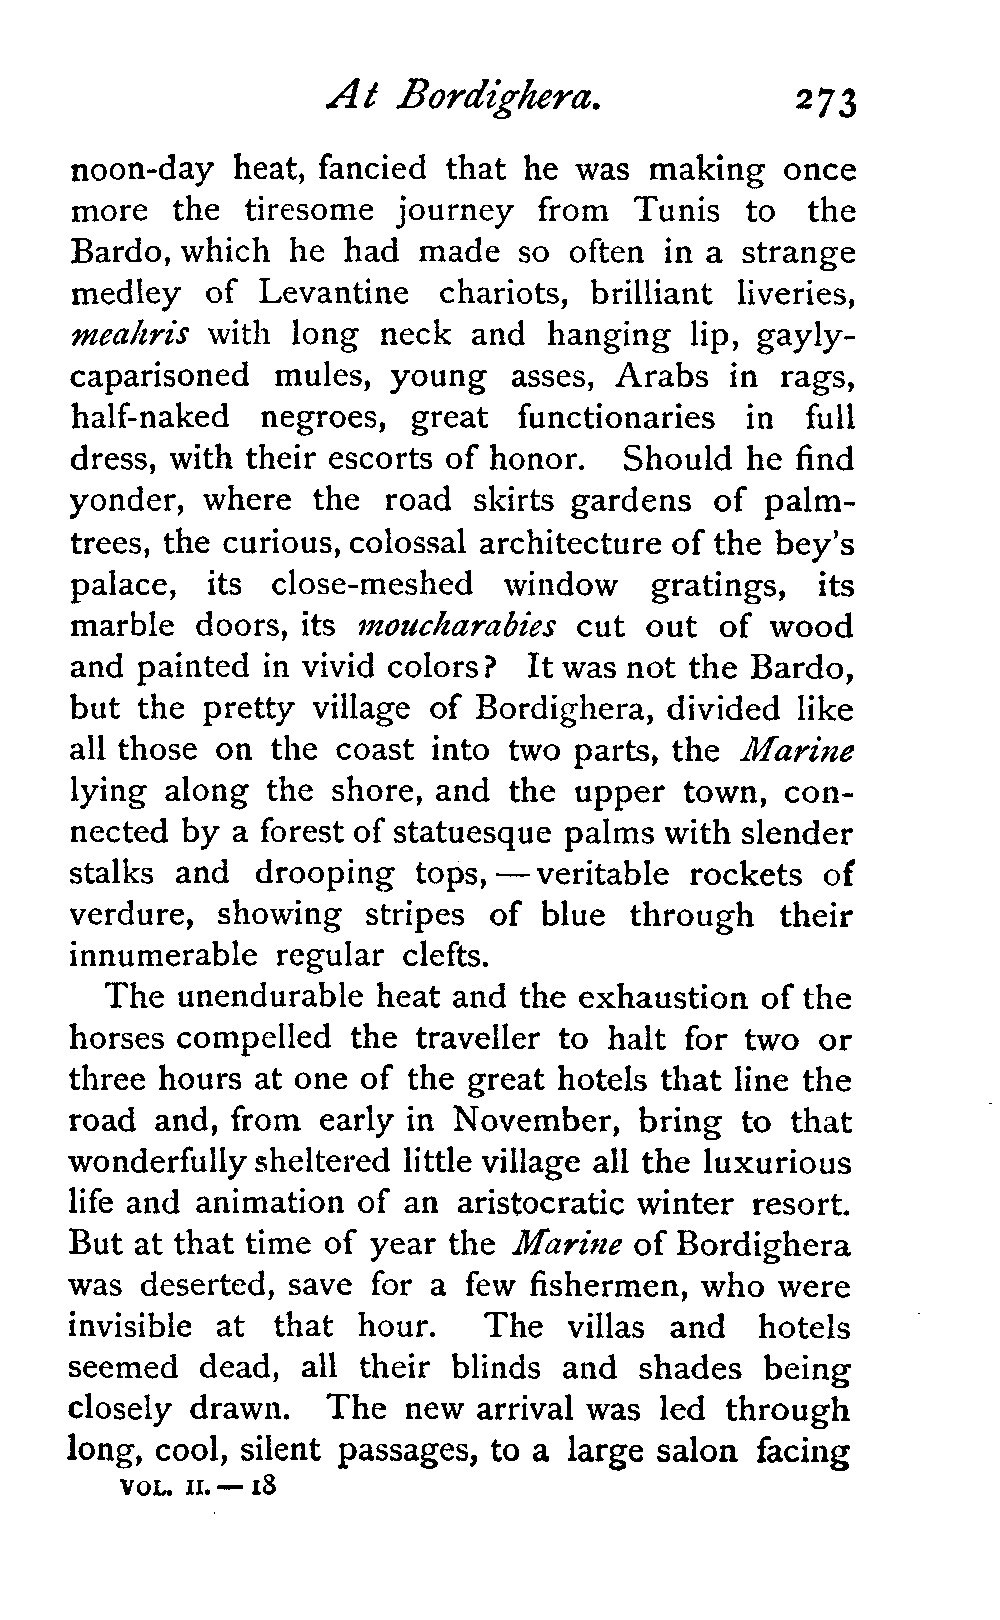 At Bordighera. 273
noon-day heat, fancied that he was making once
more the tiresome journey from Tunis to the
Bardo, which he had made so often in a strange
medley of Levantine chariots, brilliant liveries,
meahris with long neck and hanging lip, gayly-
caparisoned mules, young asses, Arabs in rags,
half-naked negroes, great functionaries in full
dress, with their escorts of honor. Should he find
yonder, where the road skirts gardens of palm-
trees, the curious, colossal architecture of the bey's
palace, its close-meshed window gratings, its
marble doors, its moucharabies cut out of wood
and painted in vivid colors? It was not the Bardo,
but the pretty village of Bordighera, divided like
all those on the coast into two parts, the Marine
lying along the shore, and the upper town, con-
nected by a forest of statuesque palms with slender
stalks and drooping tops, — veritable rockets of
verdure, showing stripes of blue through their
innumerable regular clefts.
The unendurable heat and the exhaustion of the
horses compelled the traveller to halt for two or
three hours at one of the great hotels that line the
road and, from early in November, bring to that
wonderfully sheltered little village all the luxurious
life and animation of an aristocratic winter resort.
But at that time of year the Marine of Bordighera
was deserted, save for a few fishermen, who were
invisible at that hour. The villas and hotels
seemed dead, all their blinds and shades being
closely drawn. The new arrival was led through
long, cool, silent passages, to a large salon facing
VOL. II. — 18